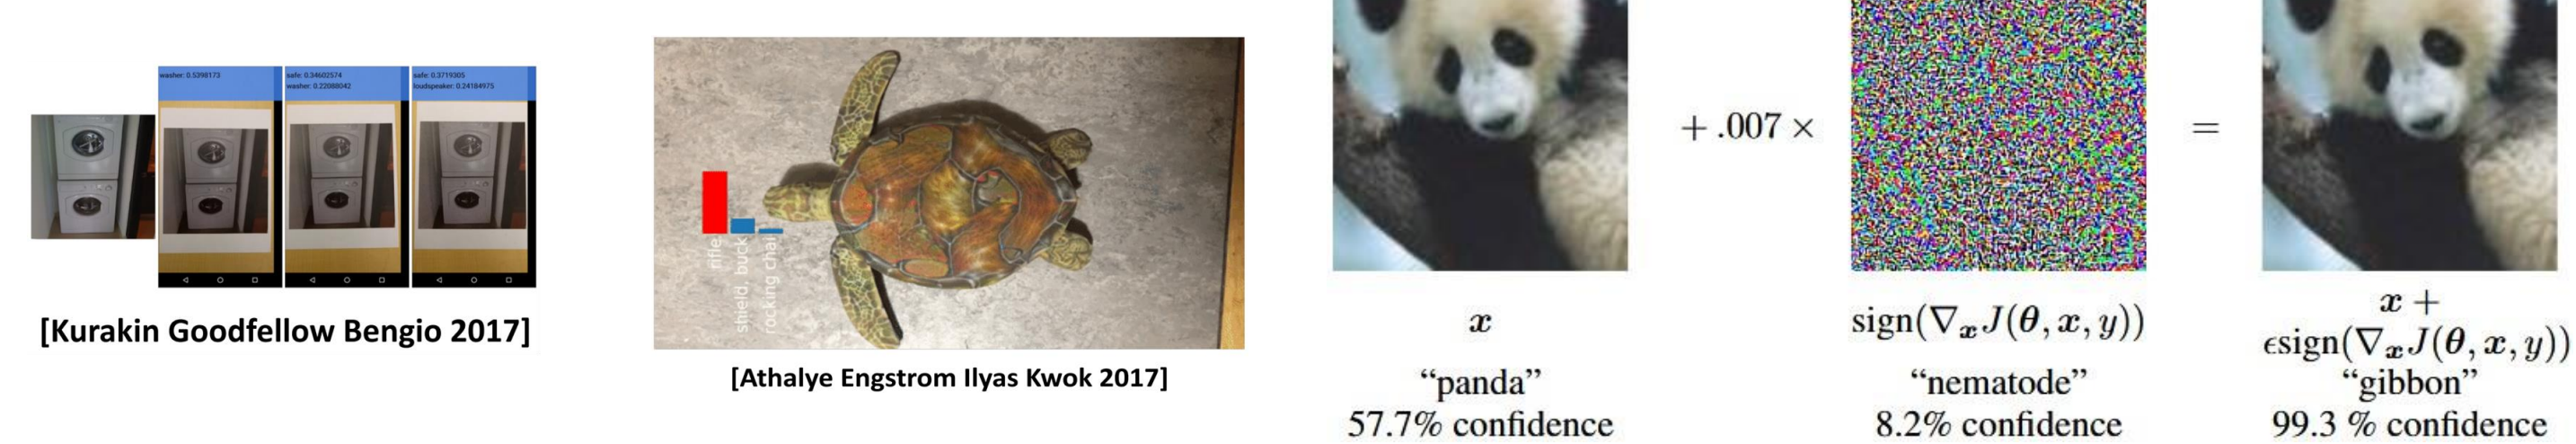 washer: 0.5398173
safe: 0.34602574
washer: 0.22088042
safe: 0.3719305
loudspeaker: 0.24184975
[Kurakin Goodfellow Bengio 2017]
rifle
shield, buck
rocking chai
[Athalye Engstrom Ilyas Kwok 2017]
+ .007 ×
=
x
“panda”
57.7% confidence
sign(∇ₓJ(θ, x, y))
“nematode”
8.2% confidence
x +
ϵsign(∇ₓJ(θ, x, y))
“gibbon”
99.3 % confidence